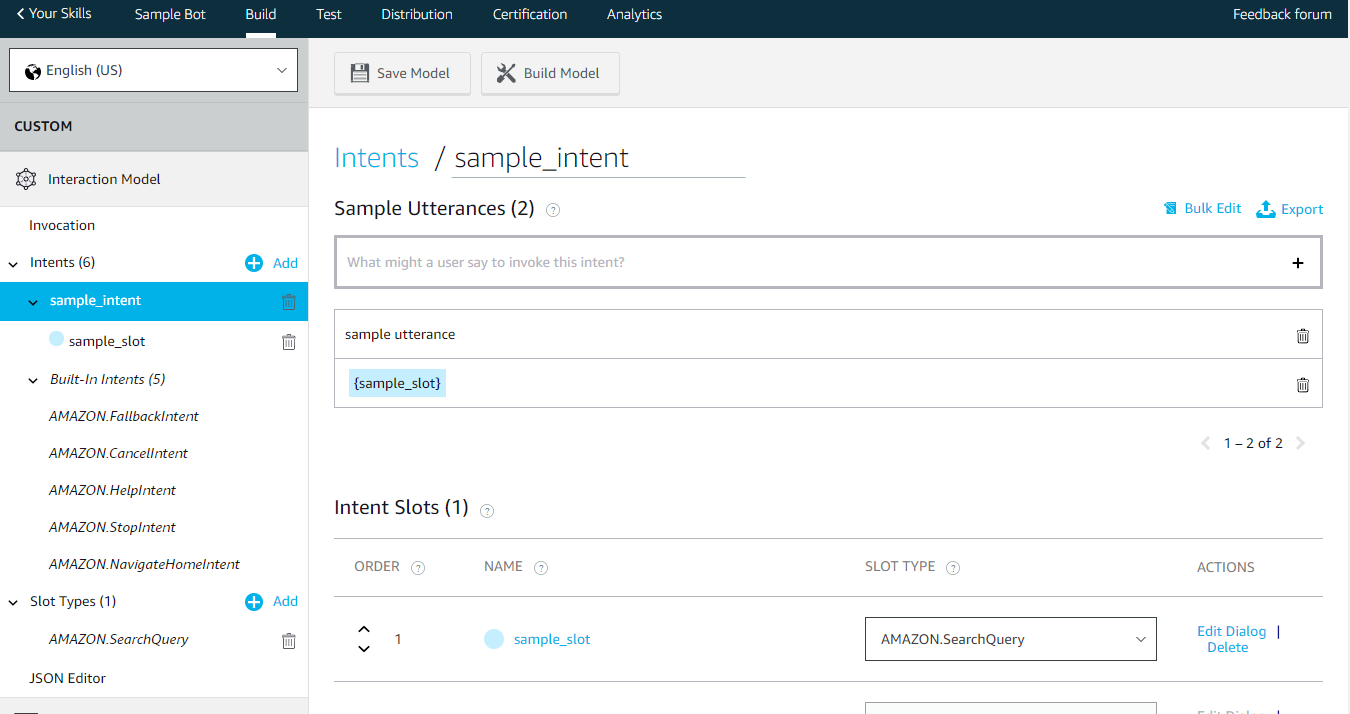 Your Skills Sample Bot Build Test Distribution Certification Analytics Feedback forum
English (US)
Save Model Build Model
CUSTOM
Interaction Model
Invocation
Intents (6) Add
sample_intent
sample_slot
Built-In Intents (5)
AMAZON.FallbackIntent
AMAZON.CancelIntent
AMAZON.HelpIntent
AMAZON.StopIntent
AMAZON.NavigateHomeIntent
Slot Types (1) Add
AMAZON.SearchQuery
JSON Editor
Intents / sample_intent
Sample Utterances (2) ? Bulk Edit Export
What might a user say to invoke this intent? +
sample utterance
{sample_slot}
1 – 2 of 2
Intent Slots (1) ?
ORDER ? NAME ? SLOT TYPE ? ACTIONS
1 sample_slot AMAZON.SearchQuery Edit Dialog |
Delete